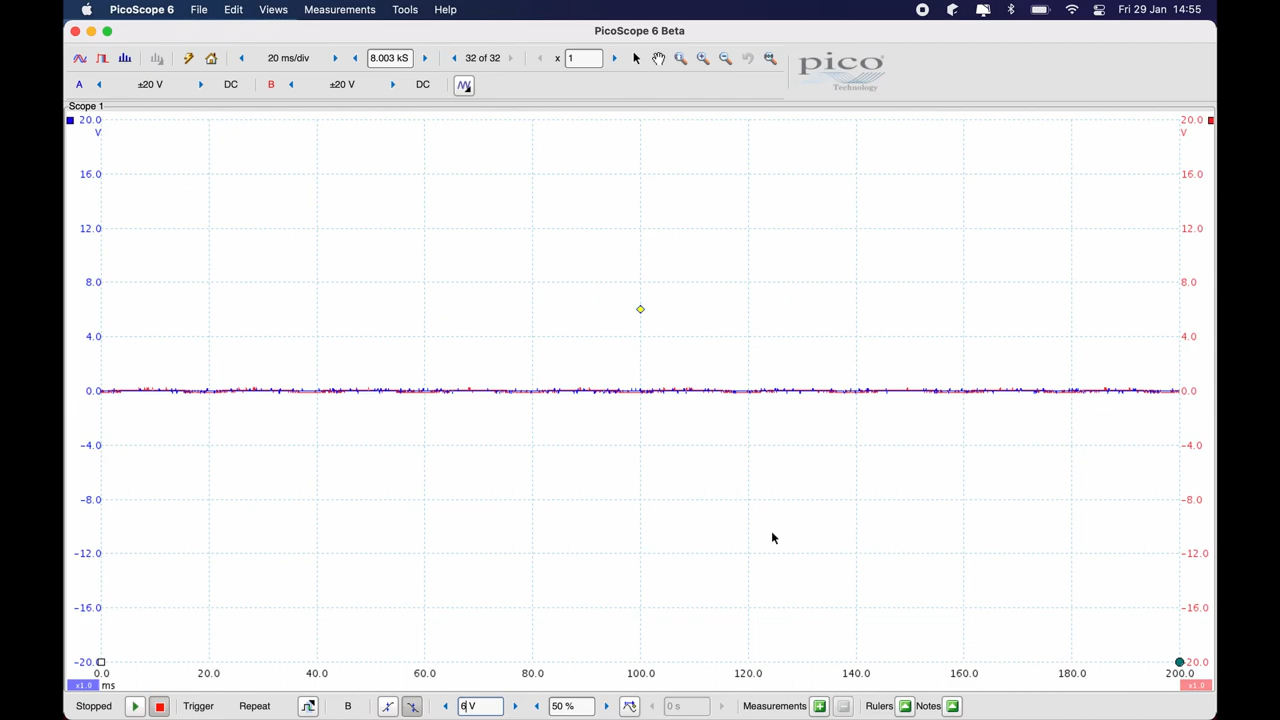 PicoScope 6 File Edit Views Measurements Tools Help Fri 29 Jan 14:55
PicoScope 6 Beta
20 ms/div 8.003 kS 32 of 32 x 1
pico
Technology
A ±20 V DC B ±20 V DC
Scope 1
20.0 20.0
V V
16.0 16.0
12.0 12.0
8.0 8.0
4.0 4.0
0.0 0.0
-4.0 -4.0
-8.0 -8.0
-12.0 -12.0
-16.0 -16.0
-20.0 -20.0
0.0 20.0 40.0 60.0 80.0 100.0 120.0 140.0 160.0 180.0 200.0
x1.0 ms x1.0
Stopped Trigger Repeat B 6 V 50 % 0 s Measurements Rulers Notes